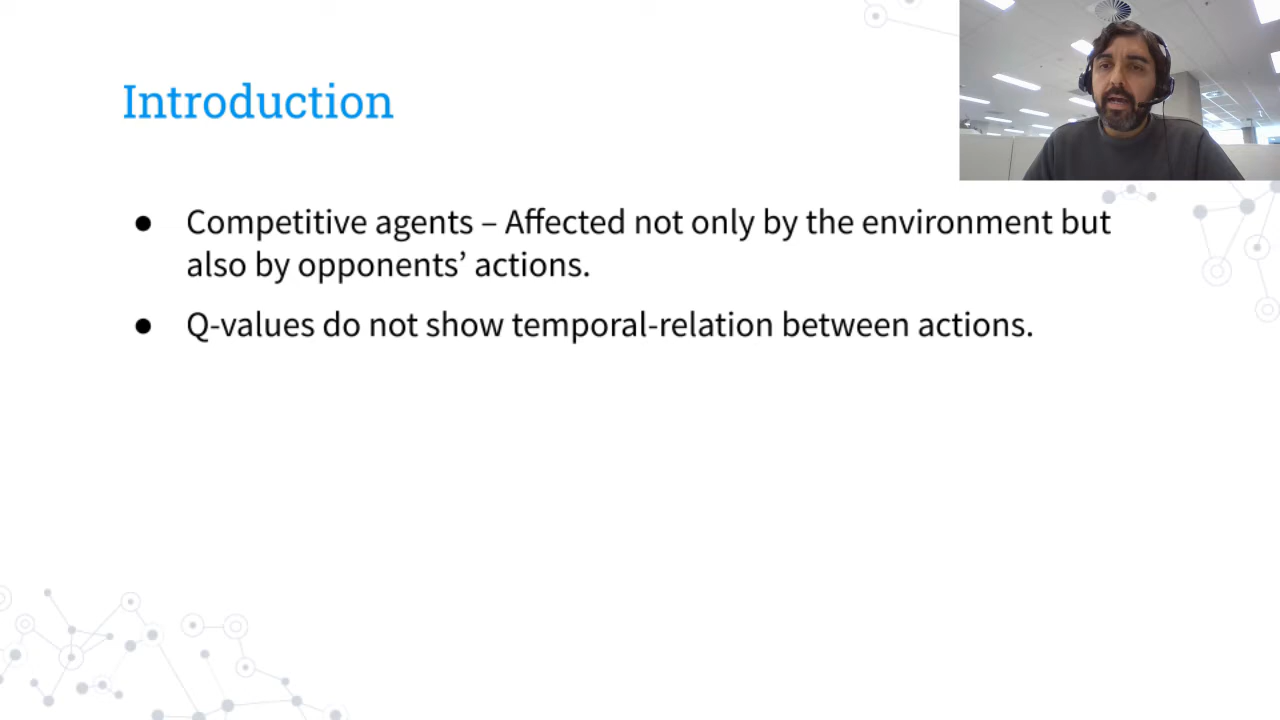 Introduction
● Competitive agents – Affected not only by the environment but
also by opponents’ actions.
● Q-values do not show temporal-relation between actions.